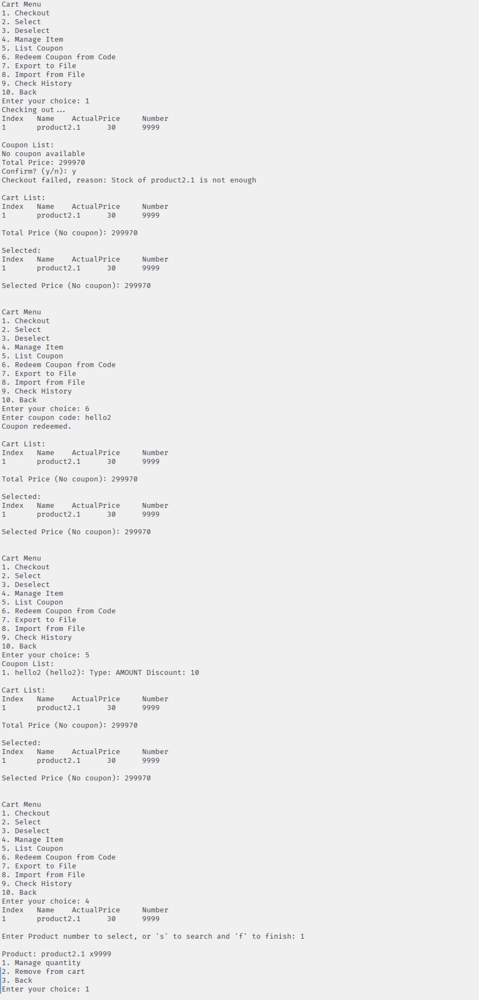 Cart Menu
1. Checkout
2. Select
3. Deselect
4. Manage Item
5. List Coupon
6. Redeem Coupon from Code
7. Export to File
8. Import from File
9. Check History
10. Back
Enter your choice: 1
Checking out...
Index   Name    ActualPrice     Number
1       product2.1      30      9999

Coupon List:
No coupon available
Total Price: 299970
Confirm? (y/n): y
Checkout failed, reason: Stock of product2.1 is not enough

Cart List:
Index   Name    ActualPrice     Number
1       product2.1      30      9999

Total Price (No coupon): 299970

Selected:
Index   Name    ActualPrice     Number
1       product2.1      30      9999

Selected Price (No coupon): 299970


Cart Menu
1. Checkout
2. Select
3. Deselect
4. Manage Item
5. List Coupon
6. Redeem Coupon from Code
7. Export to File
8. Import from File
9. Check History
10. Back
Enter your choice: 6
Enter coupon code: hello2
Coupon redeemed.

Cart List:
Index   Name    ActualPrice     Number
1       product2.1      30      9999

Total Price (No coupon): 299970

Selected:
Index   Name    ActualPrice     Number
1       product2.1      30      9999

Selected Price (No coupon): 299970


Cart Menu
1. Checkout
2. Select
3. Deselect
4. Manage Item
5. List Coupon
6. Redeem Coupon from Code
7. Export to File
8. Import from File
9. Check History
10. Back
Enter your choice: 5
Coupon List:
1. hello2 (hello2): Type: AMOUNT Discount: 10

Cart List:
Index   Name    ActualPrice     Number
1       product2.1      30      9999

Total Price (No coupon): 299970

Selected:
Index   Name    ActualPrice     Number
1       product2.1      30      9999

Selected Price (No coupon): 299970


Cart Menu
1. Checkout
2. Select
3. Deselect
4. Manage Item
5. List Coupon
6. Redeem Coupon from Code
7. Export to File
8. Import from File
9. Check History
10. Back
Enter your choice: 4
Index   Name    ActualPrice     Number
1       product2.1      30      9999

Enter Product number to select, or 's' to search and 'f' to finish: 1

Product: product2.1 x9999
1. Manage quantity
2. Remove from cart
3. Back
Enter your choice: 1